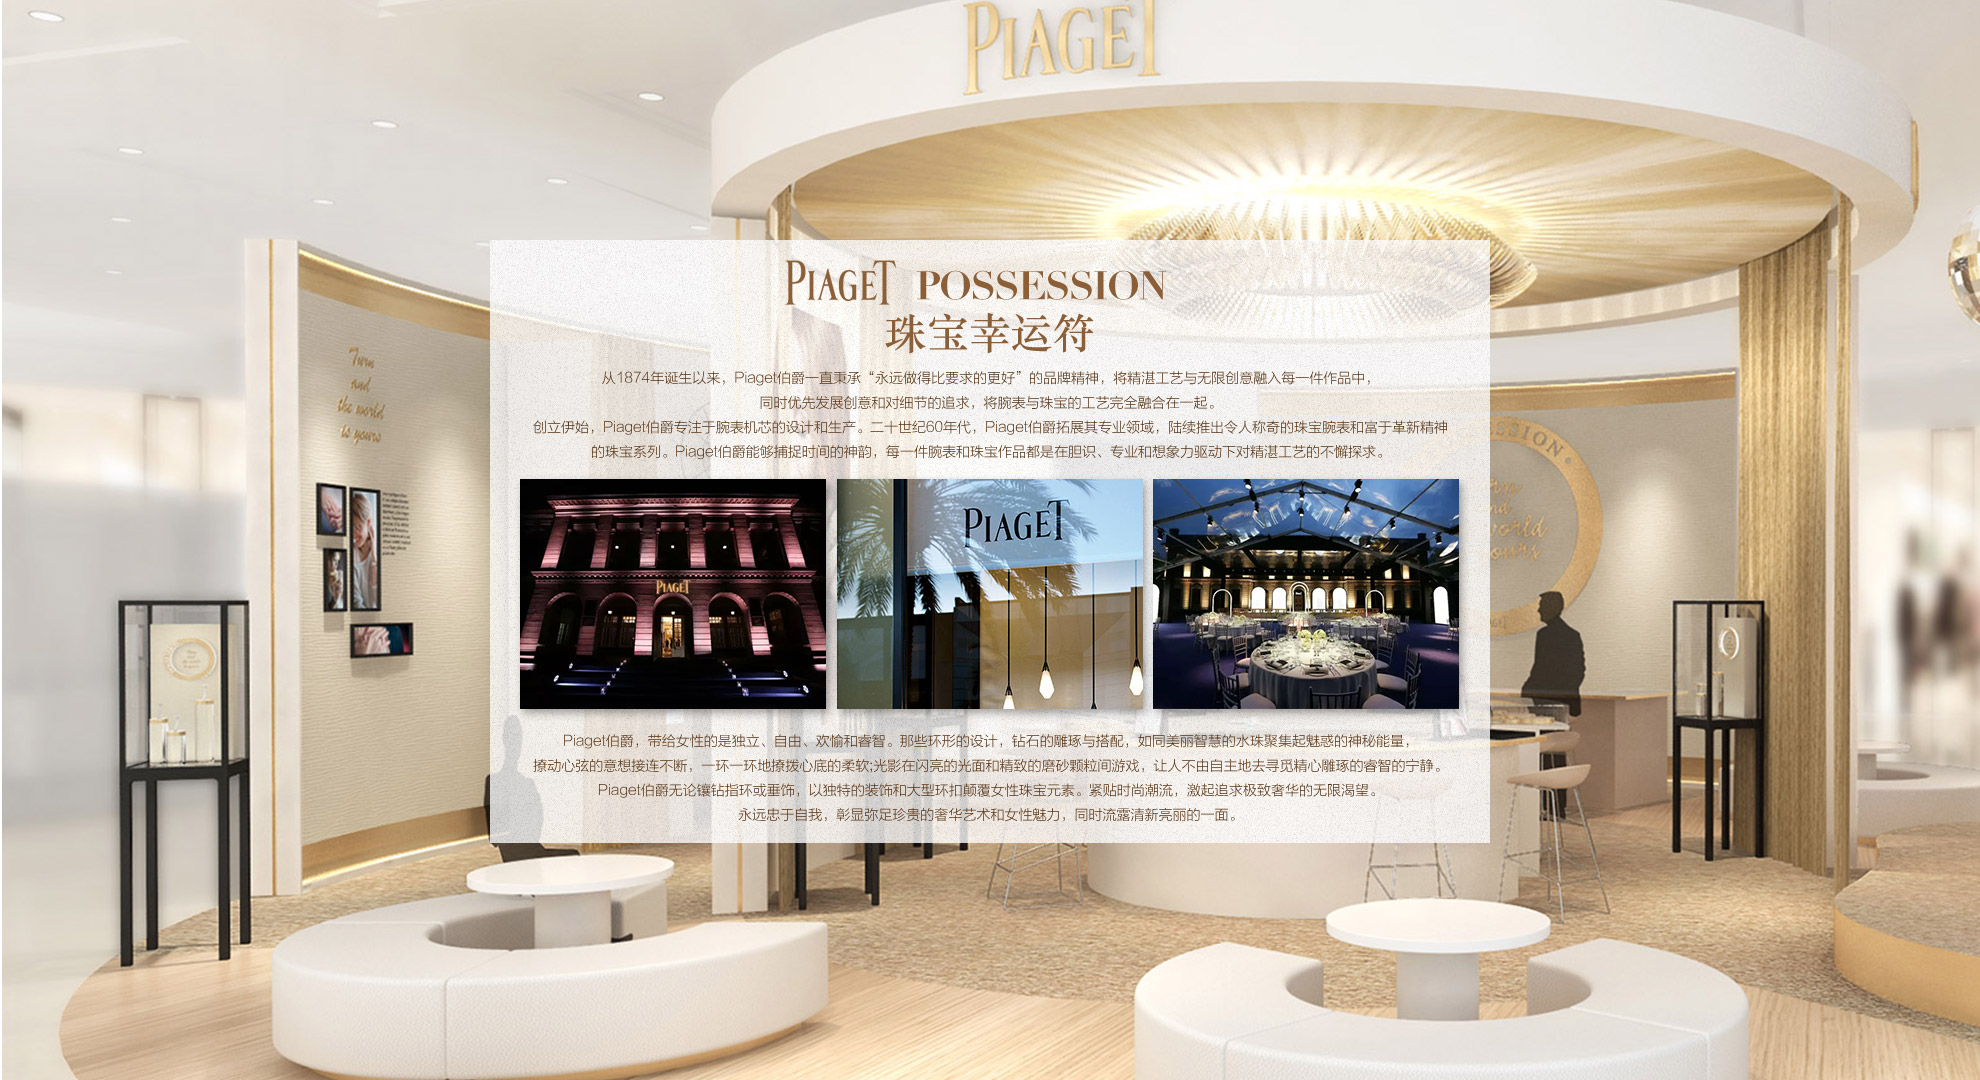 PIAGET
PIAGET POSSESSION
珠宝幸运符
Turn
and
the world
is yours
从1874年诞生以来，Piaget伯爵一直秉承“永远做得比要求的更好”的品牌精神，将精湛工艺与无限创意融入每一件作品中，
同时优先发展创意和对细节的追求，将腕表与珠宝的工艺完全融合在一起。
创立伊始，Piaget伯爵专注于腕表机芯的设计和生产。二十世纪60年代，Piaget伯爵拓展其专业领域，陆续推出令人称奇的珠宝腕表和富于革新精神
的珠宝系列。Piaget伯爵能够捕捉时间的神韵，每一件腕表和珠宝作品都是在胆识、专业和想象力驱动下对精湛工艺的不懈探求。
PIAGET
PIAGET
Piaget伯爵，带给女性的是独立、自由、欢愉和睿智。那些环形的设计，钻石的雕琢与搭配，如同美丽智慧的水珠聚集起魅惑的神秘能量，
撩动心弦的意想接连不断，一环一环地撩拨心底的柔软;光影在闪亮的光面和精致的磨砂颗粒间游戏，让人不由自主地去寻觅精心雕琢的睿智的宁静。
Piaget伯爵无论镶钻指环或垂饰，以独特的装饰和大型环扣颠覆女性珠宝元素。紧贴时尚潮流，激起追求极致奢华的无限渴望。
永远忠于自我，彰显弥足珍贵的奢华艺术和女性魅力，同时流露清新亮丽的一面。